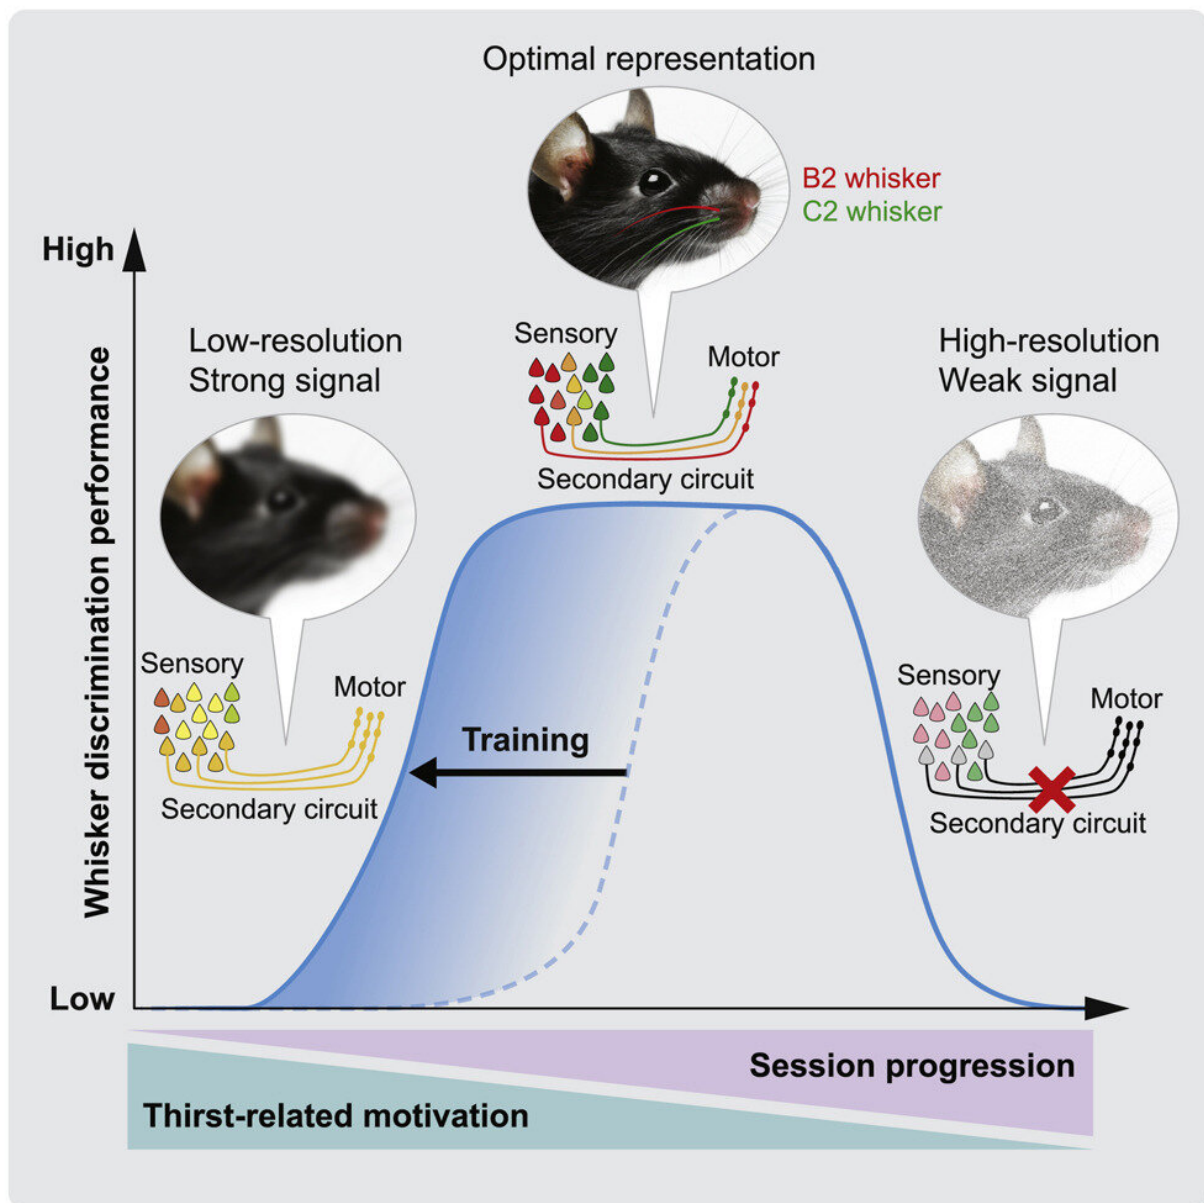 Optimal representation
B2 whisker
C2 whisker
High
Low-resolution
Strong signal
Sensory
Motor
Secondary circuit
High-resolution
Weak signal
Whisker discrimination performance
Sensory
Motor
Secondary circuit
Training
Sensory
Motor
Secondary circuit
Low
Session progression
Thirst-related motivation